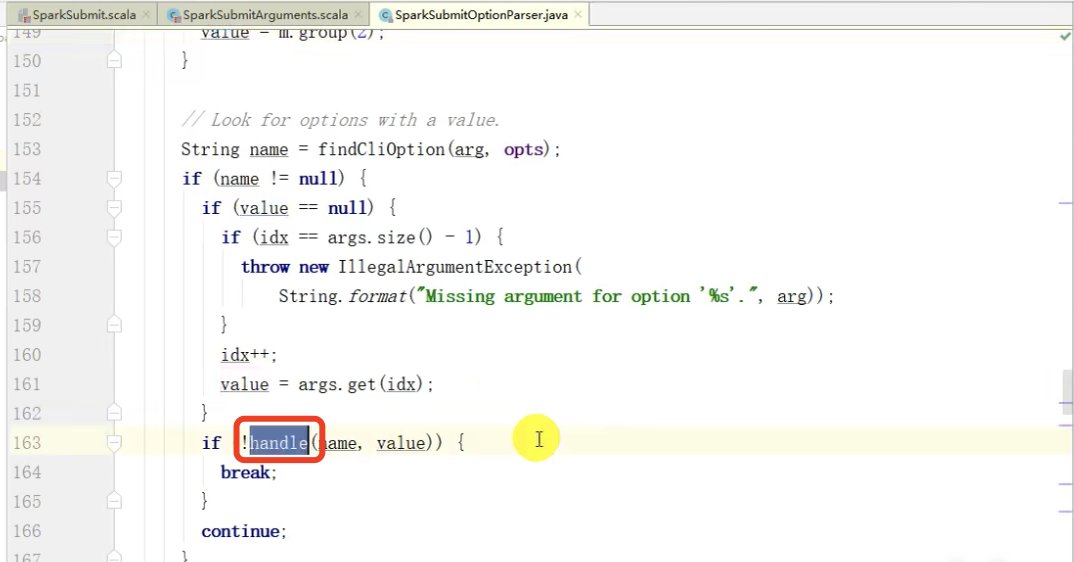 SparkSubmit.scala SparkSubmitArguments.scala SparkSubmitOptionParser.java
149 value = m.group(2);
150 }
151
152 // Look for options with a value.
153 String name = findCliOption(arg, opts);
154 if (name != null) {
155 if (value == null) {
156 if (idx == args.size() - 1) {
157 throw new IllegalArgumentException(
158 String.format("Missing argument for option '%s'.", arg));
159 }
160 idx++;
161 value = args.get(idx);
162 }
163 if (!handle(name, value)) {
164 break;
165 }
166 continue;
167 }